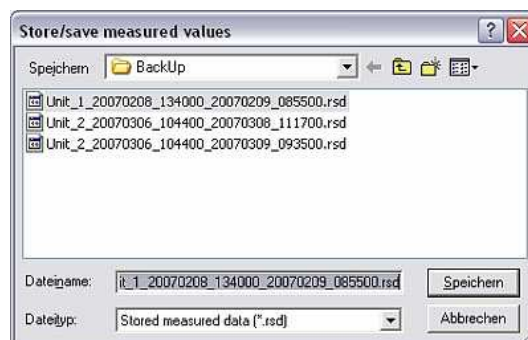 Store/save measured values
Speichern BackUp
Unit_1_20070208_134000_20070209_085500.rsd
Unit_2_20070306_104400_20070308_111700.rsd
Unit_2_20070306_104400_20070309_093500.rsd
Dateiname: it_1_20070208_134000_20070209_085500.rsd Speichern
Dateityp: Stored measured data (*.rsd) Abbrechen